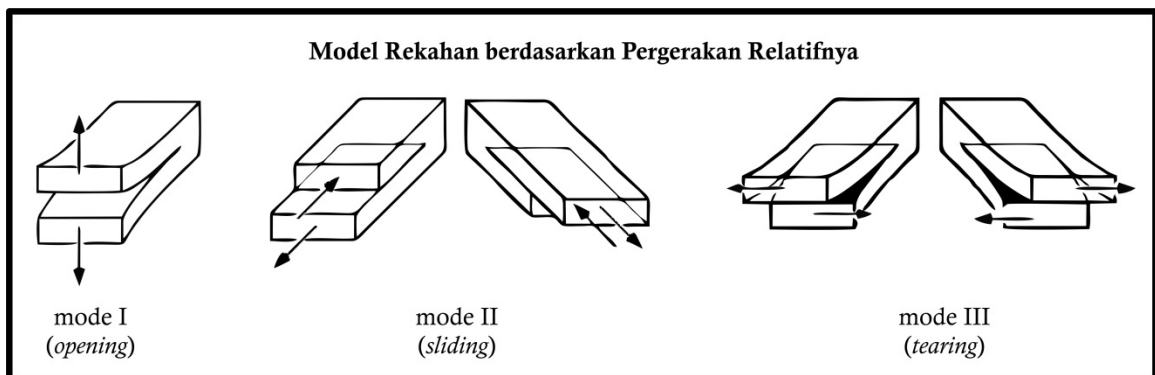 Model Rekahan berdasarkan Pergerakan Relatifnya
mode I
(opening)
mode II
(sliding)
mode III
(tearing)